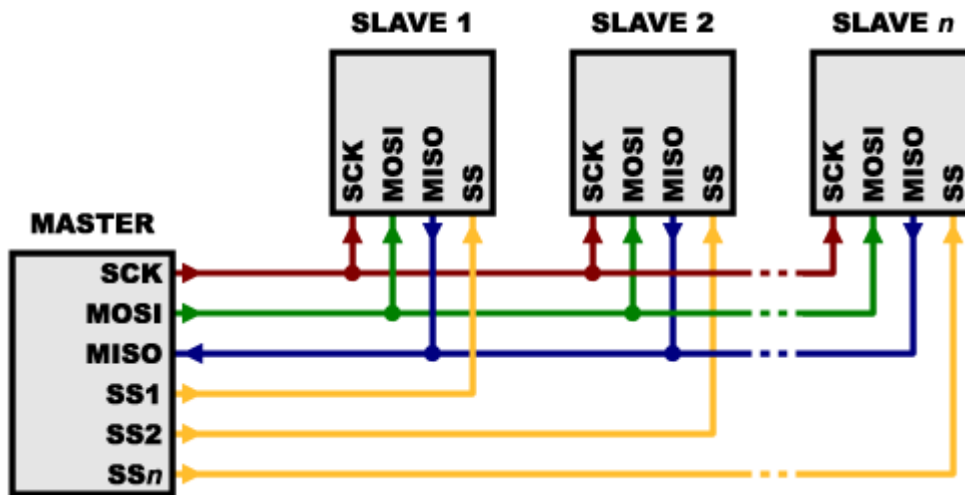 SLAVE 1
SLAVE 2
SLAVE n
SCK
MOSI
MISO
SS
SCK
MOSI
MISO
SS
SCK
MOSI
MISO
SS
MASTER
SCK
MOSI
MISO
SS1
SS2
SSn